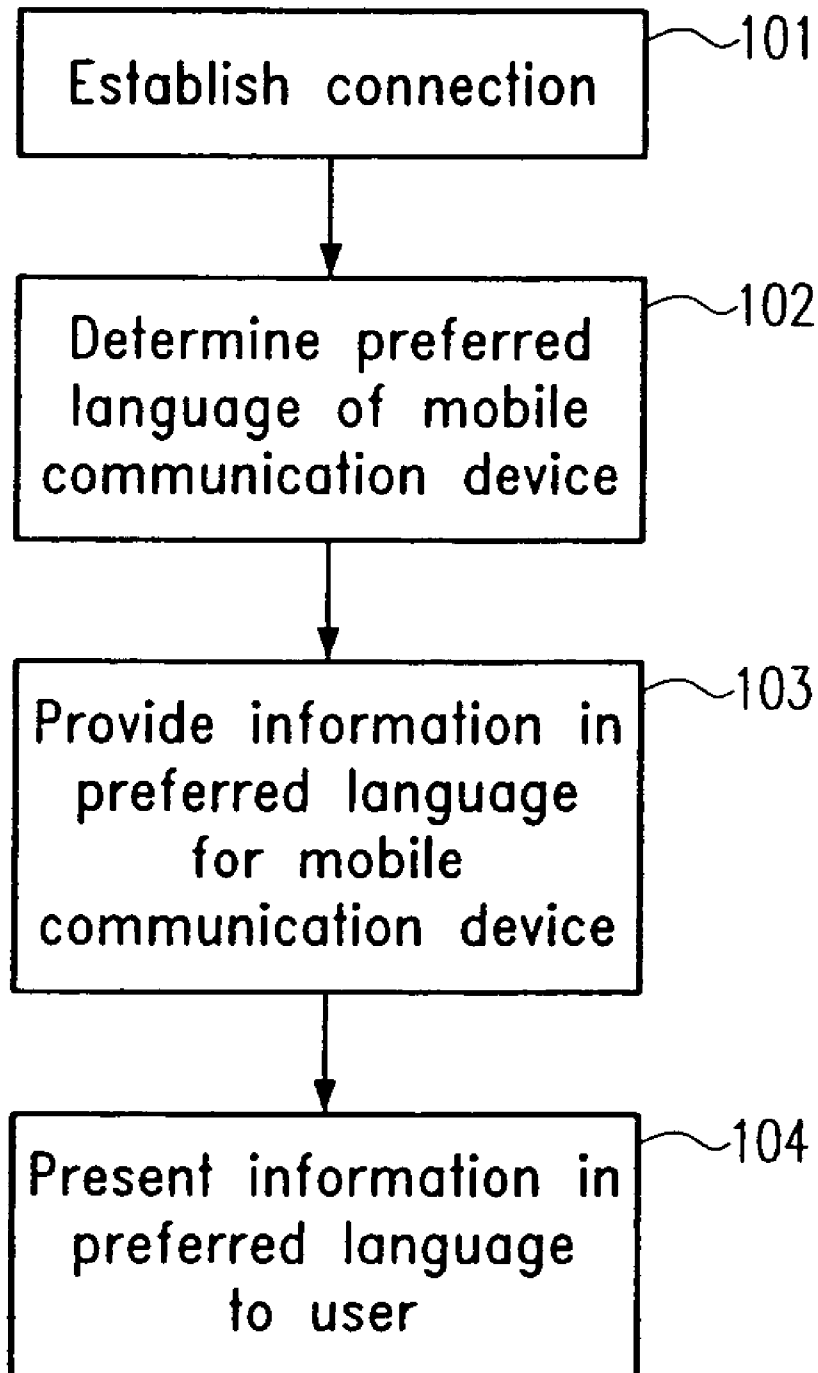 Establish connection
101
Determine preferred
language of mobile
communication device
102
Provide information in
preferred language
for mobile
communication device
103
Present information in
preferred language
to user
104